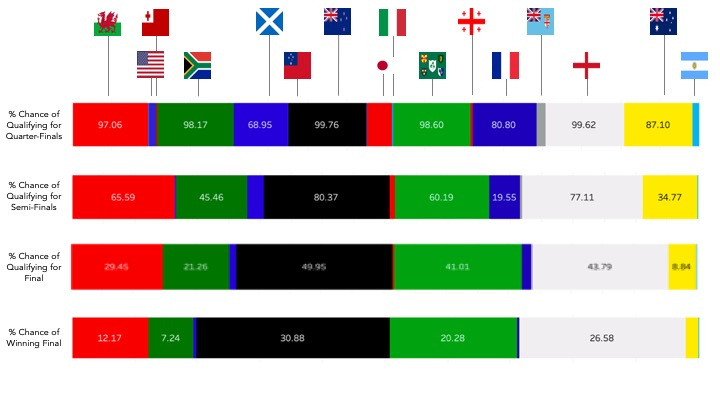 % Chance of
Qualifying for
Quarter-Finals
97.06 98.17 68.95 99.76 98.60 80.80 99.62 87.10
% Chance of
Qualifying for
Semi-Finals
65.59 45.46 80.37 60.19 19.55 77.11 34.77
% Chance of
Qualifying for
Final
29.45 21.26 49.95 41.01 43.79 8.84
% Chance of
Winning Final
12.17 7.24 30.88 20.28 26.58